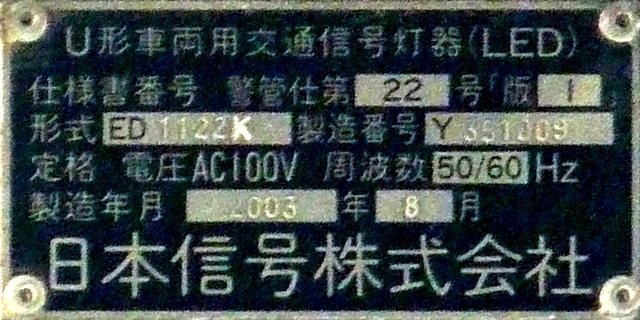 U形車両用交通信号灯器(LED)
仕様書番号 警管仕第 22 号「版 1
形式 ED1122K 製造番号 Y351009
定格 電圧AC100V 周波数 50/60 Hz
製造年月 2003 年 8 月
日本信号株式会社